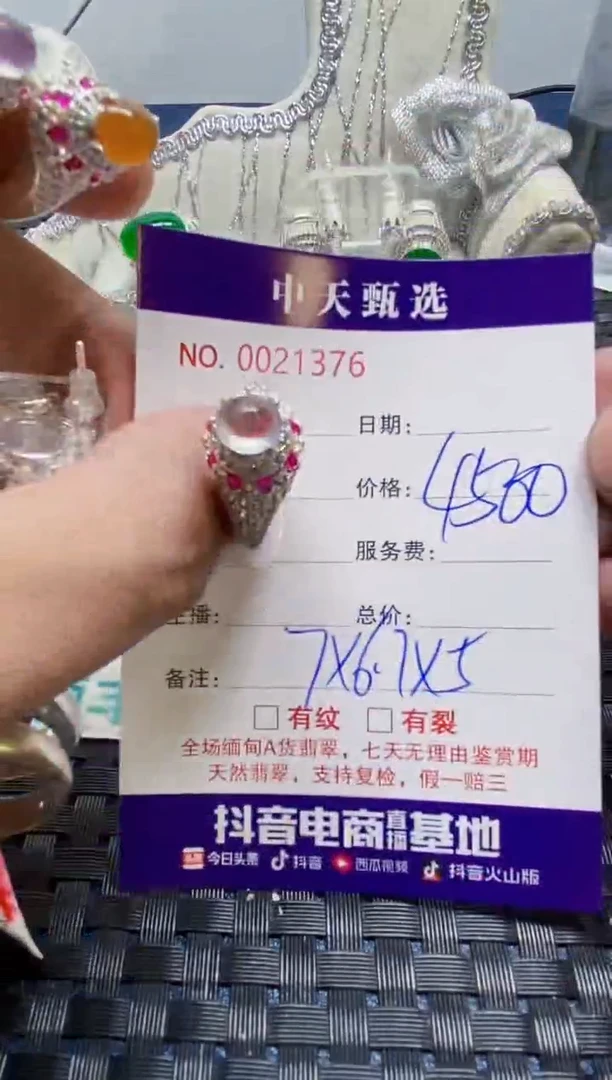 中天甄选
NO. 0021376
日期:
价格: 4500
服务费:
主播: 总价:
备注: 7X6.7X5
有纹 有裂
全场缅甸A货翡翠，七天无理由鉴赏期
天然翡翠，支持复检，假一赔三
抖音电商直播基地
今日头条 抖音 西瓜视频 抖音火山版